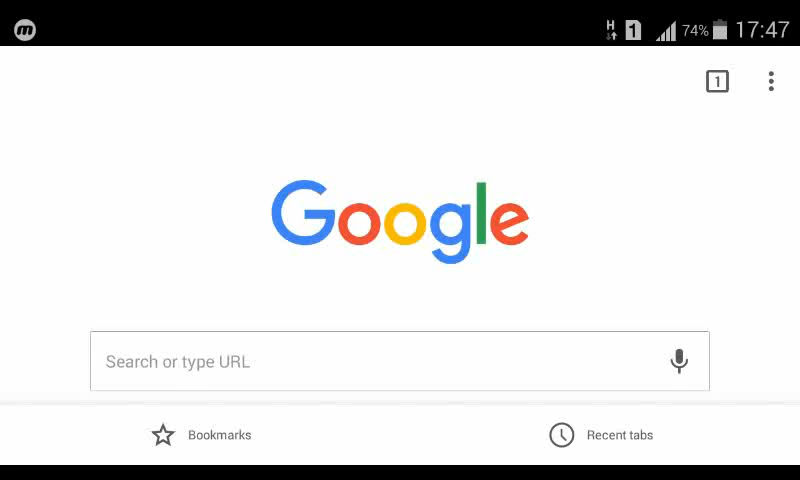 m H 1 74% 17:47
1
Google
Search or type URL
Bookmarks Recent tabs